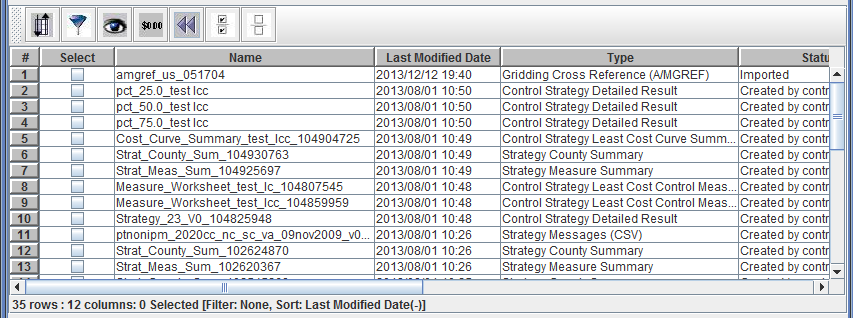 $0.00
# Select Name Last Modified Date Type Statu
1 amgref_us_051704 2013/12/12 19:40 Gridding Cross Reference (A/MGREF) Imported
2 pct_25.0_test lcc 2013/08/01 10:50 Control Strategy Detailed Result Created by contr
3 pct_50.0_test lcc 2013/08/01 10:50 Control Strategy Detailed Result Created by contr
4 pct_75.0_test lcc 2013/08/01 10:50 Control Strategy Detailed Result Created by contr
5 Cost_Curve_Summary_test_lcc_104904725 2013/08/01 10:49 Control Strategy Least Cost Curve Summ... Created by contr
6 Strat_County_Sum_104930763 2013/08/01 10:49 Strategy County Summary Created by contr
7 Strat_Meas_Sum_104925697 2013/08/01 10:49 Strategy Measure Summary Created by contr
8 Measure_Worksheet_test_lc_104807545 2013/08/01 10:48 Control Strategy Least Cost Control Meas... Created by contr
9 Measure_Worksheet_test_lcc_104859959 2013/08/01 10:48 Control Strategy Least Cost Control Meas... Created by contr
10 Strategy_23_V0_104825948 2013/08/01 10:48 Control Strategy Detailed Result Created by contr
11 ptnonipm_2020cc_nc_sc_va_09nov2009_v0... 2013/08/01 10:26 Strategy Messages (CSV) Created by contr
12 Strat_County_Sum_102624870 2013/08/01 10:26 Strategy County Summary Created by contr
13 Strat_Meas_Sum_102620367 2013/08/01 10:26 Strategy Measure Summary Created by contr
35 rows : 12 columns: 0 Selected [Filter: None, Sort: Last Modified Date(-)]